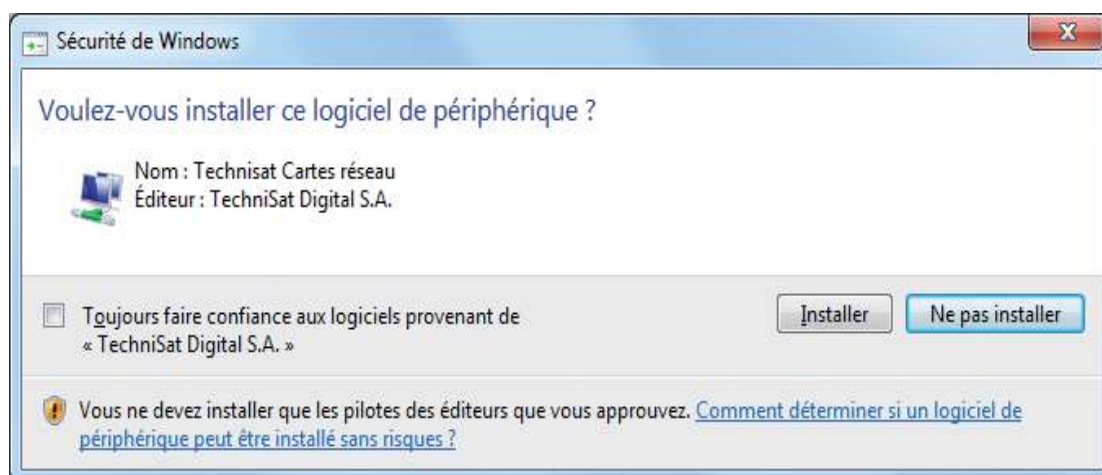 Sécurité de Windows
Voulez-vous installer ce logiciel de périphérique ?
Nom : Technisat Cartes réseau
Éditeur : TechniSat Digital S.A.
Toujours faire confiance aux logiciels provenant de
« TechniSat Digital S.A. »
Installer
Ne pas installer
Vous ne devez installer que les pilotes des éditeurs que vous approuvez. Comment déterminer si un logiciel de
périphérique peut être installé sans risques ?